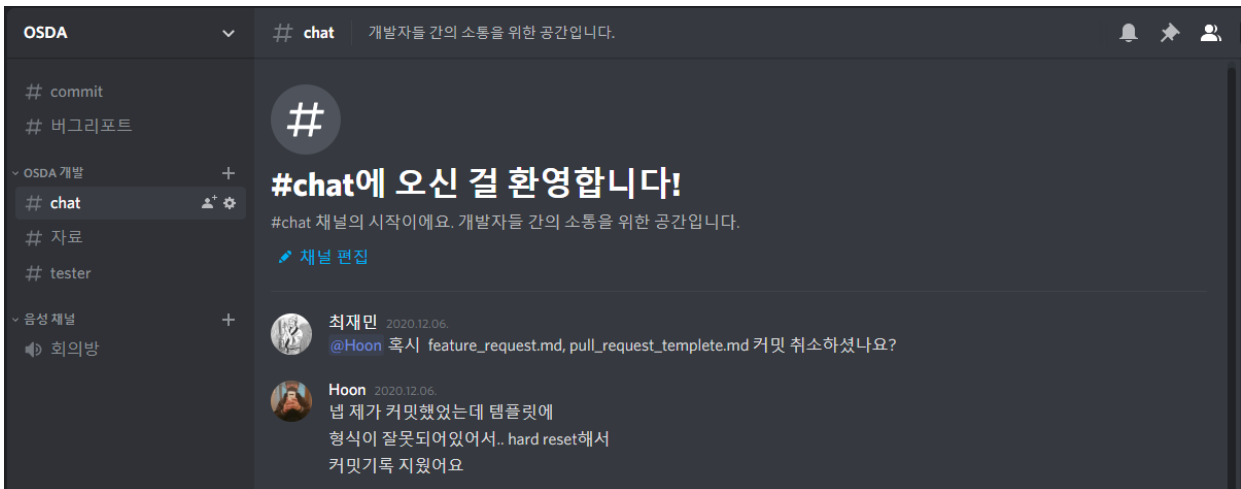 OSDA
# commit
# 버그리포트
OSDA 개발
# chat
# 자료
# tester
음성 채널
회의방
# chat 개발자들 간의 소통을 위한 공간입니다.
#
#chat에 오신 걸 환영합니다!
#chat 채널의 시작이에요. 개발자들 간의 소통을 위한 공간입니다.
채널 편집
최재민 2020.12.06.
@Hoon 혹시 feature_request.md, pull_request_templete.md 커밋 취소하셨나요?
Hoon 2020.12.06.
넵 제가 커밋했었는데 템플릿에
형식이 잘못되어있어서.. hard reset해서
커밋기록 지웠어요